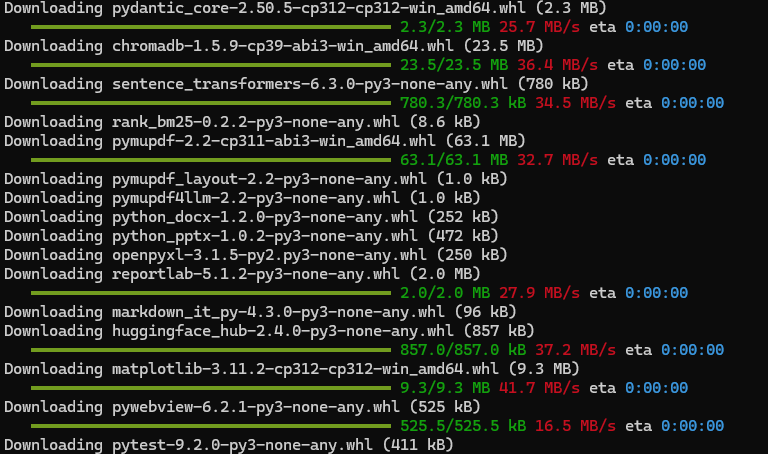 Downloading pydantic_core-2.50.5-cp312-cp312-win_amd64.whl (2.3 MB)
2.3/2.3 MB 25.7 MB/s eta 0:00:00
Downloading chromadb-1.5.9-cp39-abi3-win_amd64.whl (23.5 MB)
23.5/23.5 MB 36.4 MB/s eta 0:00:00
Downloading sentence_transformers-6.3.0-py3-none-any.whl (780 kB)
780.3/780.3 kB 34.5 MB/s eta 0:00:00
Downloading rank_bm25-0.2.2-py3-none-any.whl (8.6 kB)
Downloading pymupdf-2.2-cp311-abi3-win_amd64.whl (63.1 MB)
63.1/63.1 MB 32.7 MB/s eta 0:00:00
Downloading pymupdf_layout-2.2-py3-none-any.whl (1.0 kB)
Downloading pymupdf4llm-2.2-py3-none-any.whl (1.0 kB)
Downloading python_docx-1.2.0-py3-none-any.whl (252 kB)
Downloading python_pptx-1.0.2-py3-none-any.whl (472 kB)
Downloading openpyxl-3.1.5-py2.py3-none-any.whl (250 kB)
Downloading reportlab-5.1.2-py3-none-any.whl (2.0 MB)
2.0/2.0 MB 27.9 MB/s eta 0:00:00
Downloading markdown_it_py-4.3.0-py3-none-any.whl (96 kB)
Downloading huggingface_hub-2.4.0-py3-none-any.whl (857 kB)
857.0/857.0 kB 37.2 MB/s eta 0:00:00
Downloading matplotlib-3.11.2-cp312-cp312-win_amd64.whl (9.3 MB)
9.3/9.3 MB 41.7 MB/s eta 0:00:00
Downloading pywebview-6.2.1-py3-none-any.whl (525 kB)
525.5/525.5 kB 16.5 MB/s eta 0:00:00
Downloading pytest-9.2.0-py3-none-any.whl (411 kB)